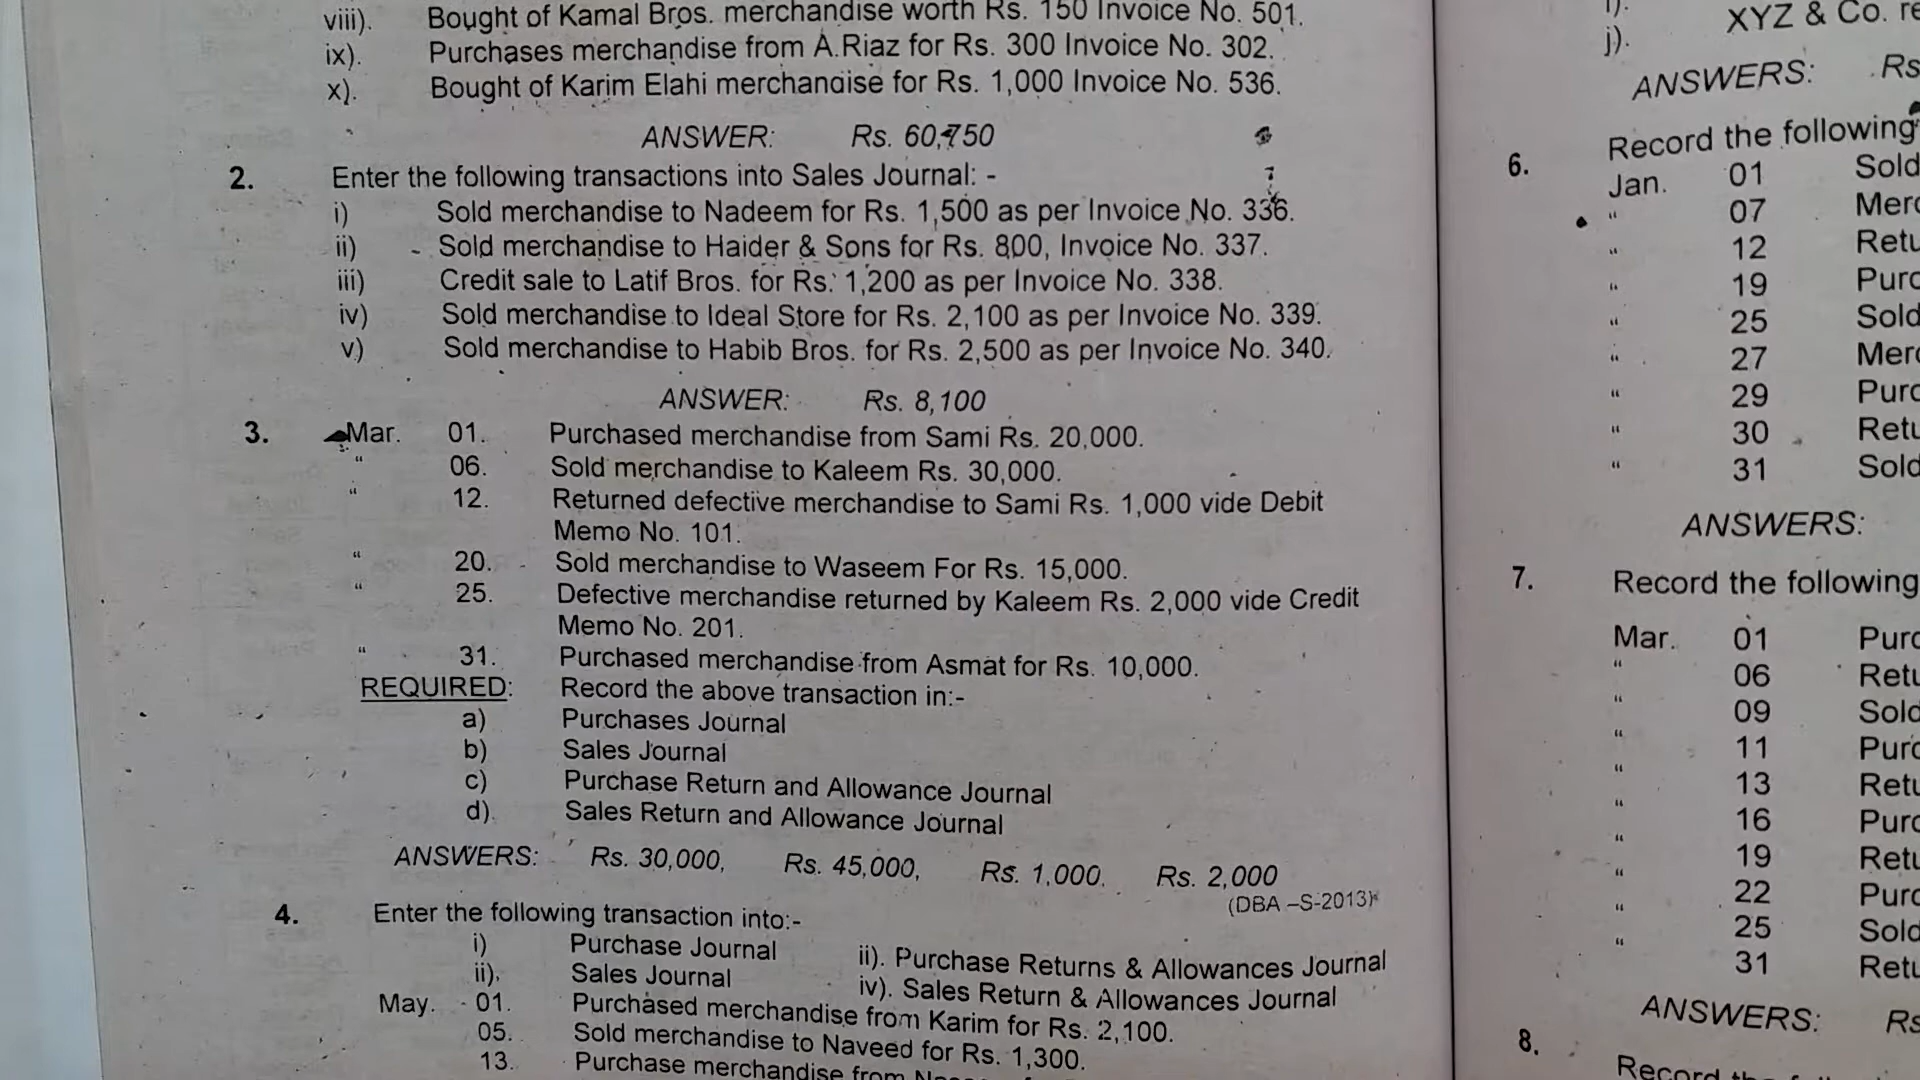 viii). Bought of Kamal Bros. merchandise worth Rs. 150 Invoice No. 501.
ix). Purchases merchandise from A.Riaz for Rs. 300 Invoice No. 302.
x). Bought of Karim Elahi merchandise for Rs. 1,000 Invoice No. 536.
ANSWER: Rs. 60,750
2. Enter the following transactions into Sales Journal: -
i) Sold merchandise to Nadeem for Rs. 1,500 as per Invoice No. 336.
ii) Sold merchandise to Haider & Sons for Rs. 800, Invoice No. 337.
iii) Credit sale to Latif Bros. for Rs. 1,200 as per Invoice No. 338.
iv) Sold merchandise to Ideal Store for Rs. 2,100 as per Invoice No. 339.
v) Sold merchandise to Habib Bros. for Rs. 2,500 as per Invoice No. 340.
ANSWER: Rs. 8,100
3. Mar. 01. Purchased merchandise from Sami Rs. 20,000.
" 06. Sold merchandise to Kaleem Rs. 30,000.
" 12. Returned defective merchandise to Sami Rs. 1,000 vide Debit
Memo No. 101.
" 20. Sold merchandise to Waseem For Rs. 15,000.
" 25. Defective merchandise returned by Kaleem Rs. 2,000 vide Credit
Memo No. 201.
" 31. Purchased merchandise from Asmat for Rs. 10,000.
REQUIRED: Record the above transaction in:-
a) Purchases Journal
b) Sales Journal
c) Purchase Return and Allowance Journal
d). Sales Return and Allowance Journal
ANSWERS: Rs. 30,000, Rs. 45,000, Rs. 1,000. Rs. 2,000
(DBA –S-2013)
4. Enter the following transaction into:-
i) Purchase Journal ii). Purchase Returns & Allowances Journal
ii). Sales Journal iv). Sales Return & Allowances Journal
May. 01. Purchased merchandise from Karim for Rs. 2,100.
05. Sold merchandise to Naveed for Rs. 1,300.
13. Purchase merchandise from
XYZ & Co.
j).
ANSWERS: Rs
6. Record the following
Jan. 01 Sold
" 07
" 12
" 19
" 25 Sold
" 27
" 29
" 30
" 31 Sold
ANSWERS:
7. Record the following
Mar. 01
" 06
" 09 Sold
" 11
" 13
" 16
" 19
" 22
" 25 Sold
" 31
ANSWERS: Rs
8. Record